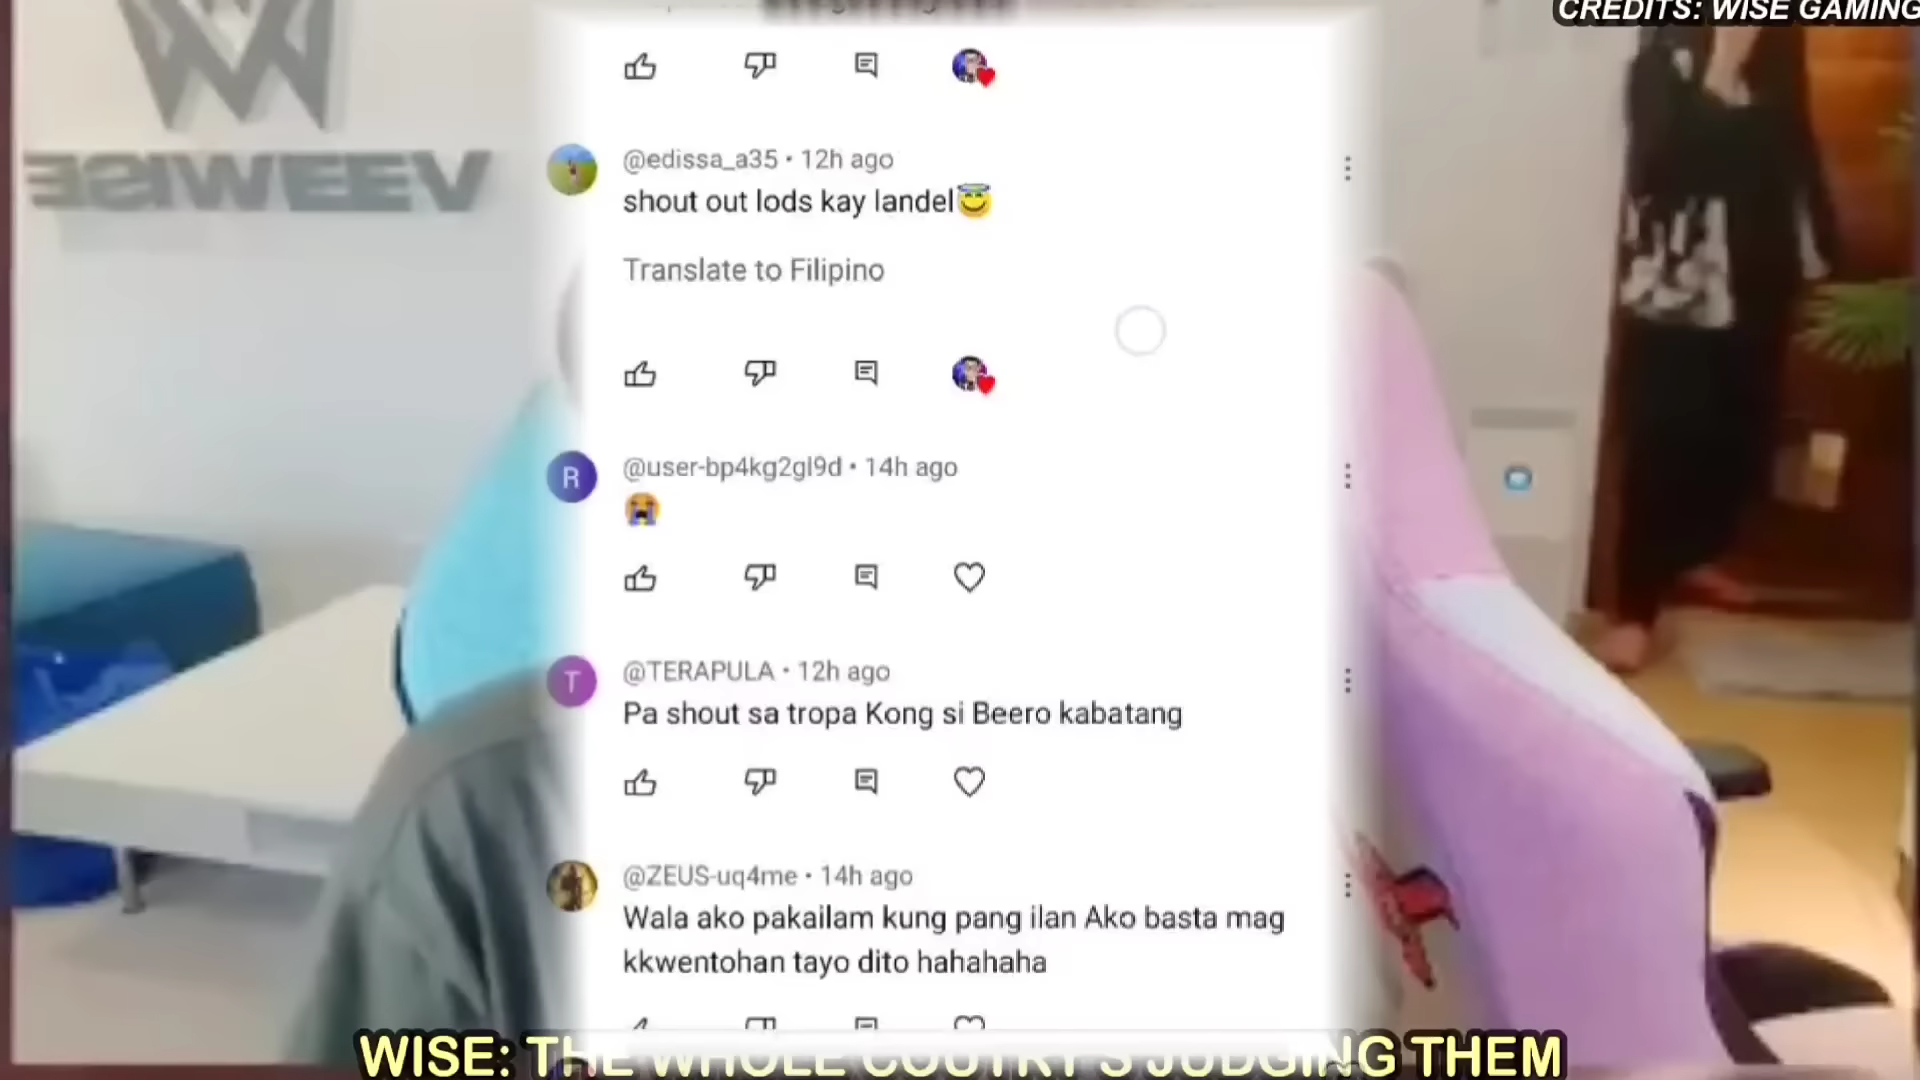 CREDITS: WISE GAMING
VEEWISE
@edissa_a35 • 12h ago
shout out lods kay landel😇
Translate to Filipino
R
@user-bp4kg2gl9d • 14h ago
😭
T
@TERAPULA • 12h ago
Pa shout sa tropa Kong si Beero kabatang
@ZEUS-uq4me • 14h ago
Wala ako pakailam kung pang ilan Ako basta mag
kkwentohan tayo dito hahahaha
WISE: THE WHOLE COUTRY'S JUDGING THEM